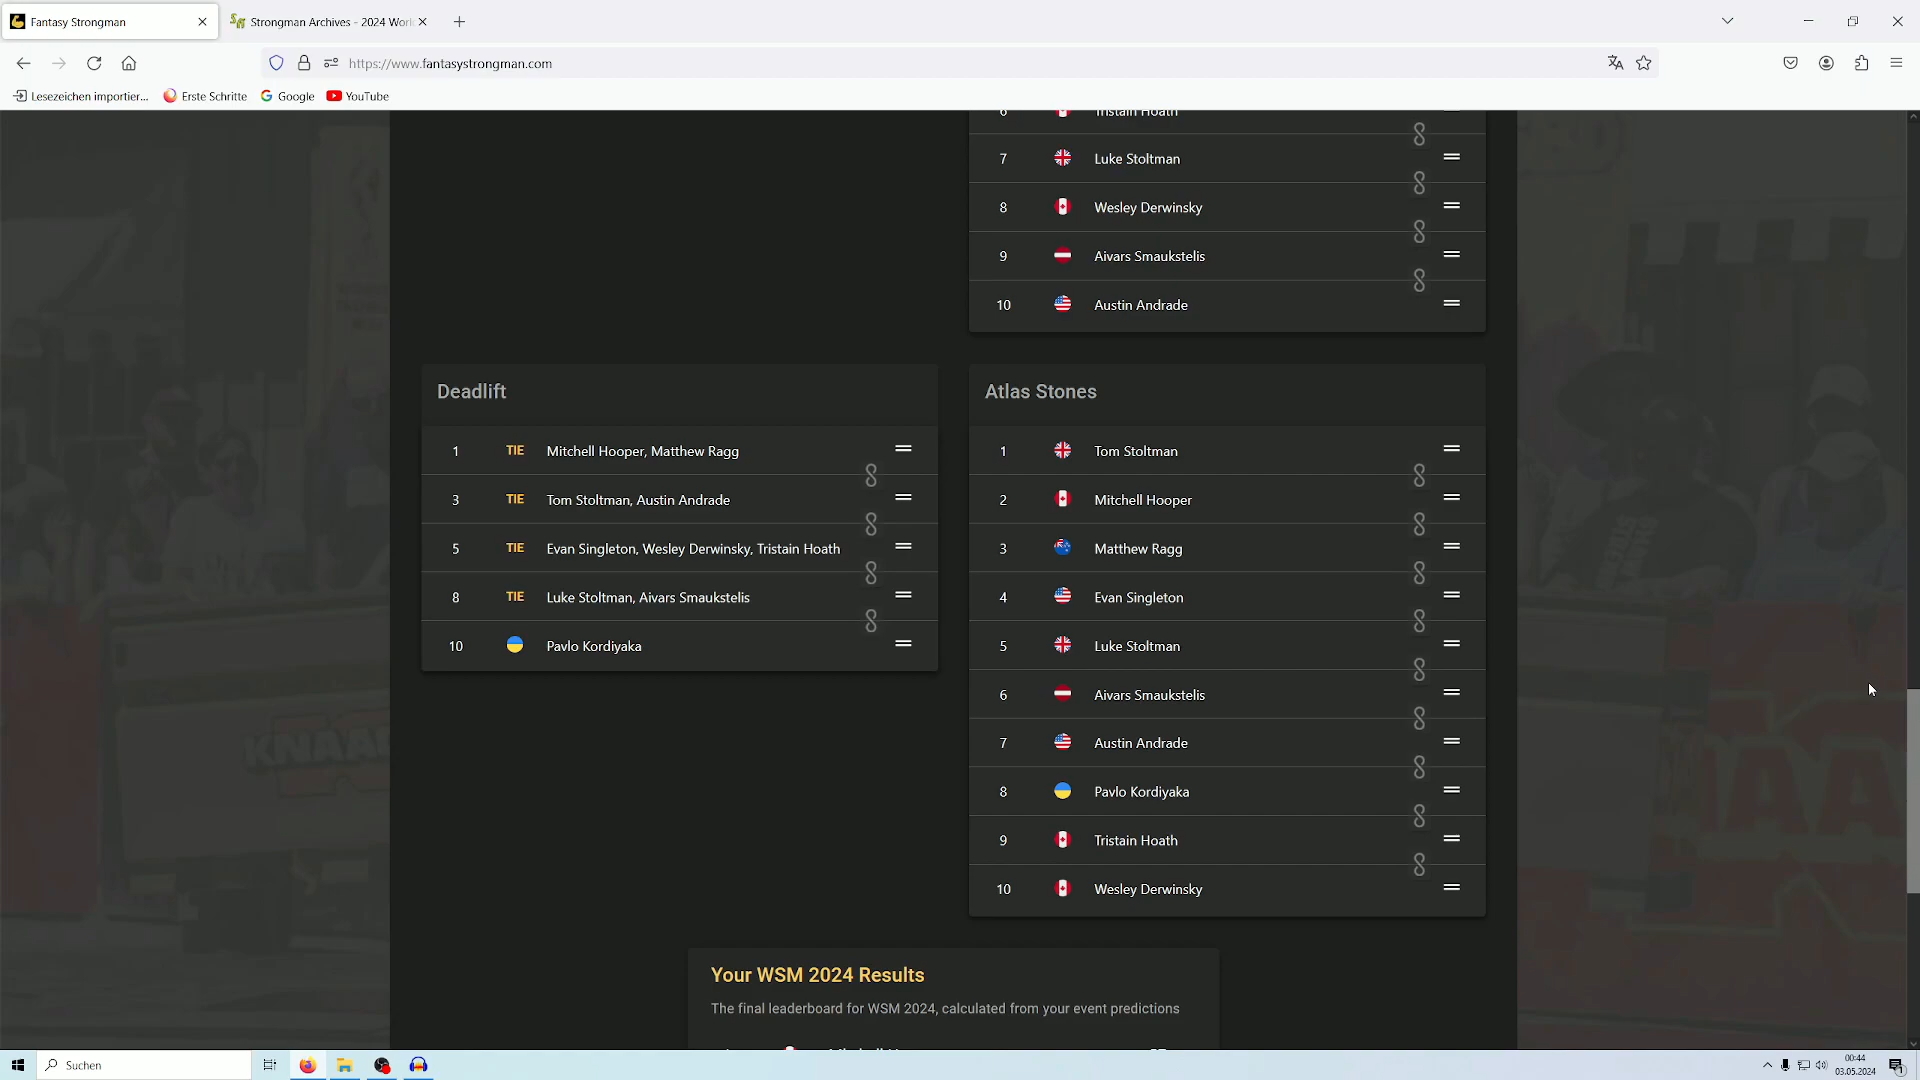 Fantasy Strongman
Strongman Archives - 2024 Worl
https://www.fantasystrongman.com
Lesezeichen importier...
Erste Schritte
Google
YouTube
6 Tristain Hoath
7 Luke Stoltman
8 Wesley Derwinsky
9 Aivars Smaukstelis
10 Austin Andrade
Deadlift
1 TIE Mitchell Hooper, Matthew Ragg
3 TIE Tom Stoltman, Austin Andrade
5 TIE Evan Singleton, Wesley Derwinsky, Tristain Hoath
8 TIE Luke Stoltman, Aivars Smaukstelis
10 Pavlo Kordiyaka
Atlas Stones
1 Tom Stoltman
2 Mitchell Hooper
3 Matthew Ragg
4 Evan Singleton
5 Luke Stoltman
6 Aivars Smaukstelis
7 Austin Andrade
8 Pavlo Kordiyaka
9 Tristain Hoath
10 Wesley Derwinsky
Your WSM 2024 Results
The final leaderboard for WSM 2024, calculated from your event predictions
Suchen
00:44
03.05.2024